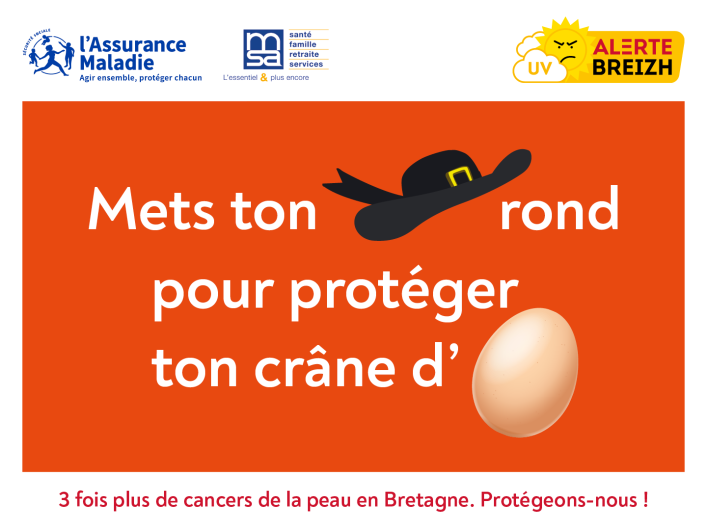 SÉCURITÉ SOCIALE
l'Assurance
Maladie
Agir ensemble, protéger chacun
msa
santé
famille
retraite
services
L'essentiel & plus encore
UV
ALERTE
BREIZH
Mets ton rond
pour protéger
ton crâne d'
3 fois plus de cancers de la peau en Bretagne. Protégeons-nous !